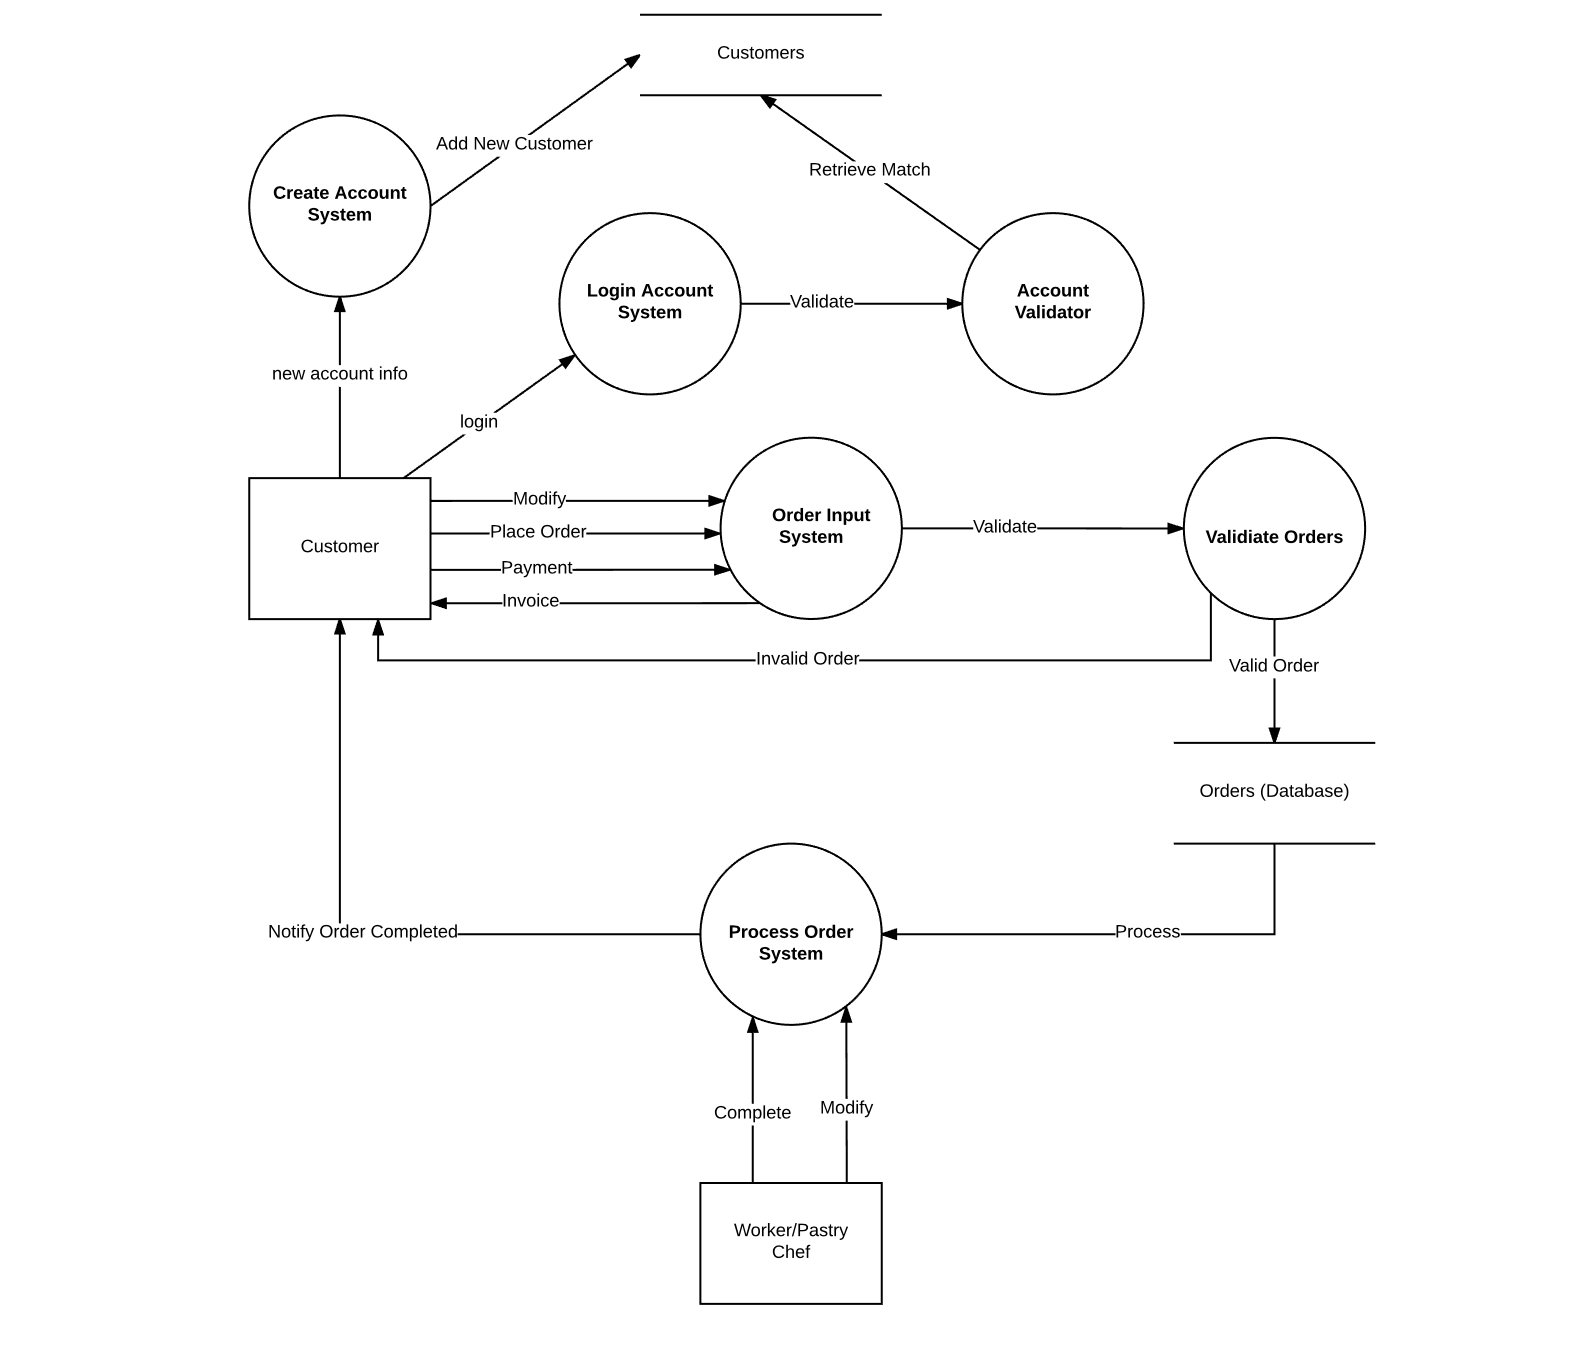 Customers
Add New Customer
Retrieve Match
Create Account
System
Login Account
System
Validate
Account
Validator
new account info
login
Customer
Modify
Place Order
Payment
Invoice
Order Input
System
Validate
Validiate Orders
Invalid Order
Valid Order
Orders (Database)
Notify Order Completed
Process Order
System
Process
Complete
Modify
Worker/Pastry
Chef